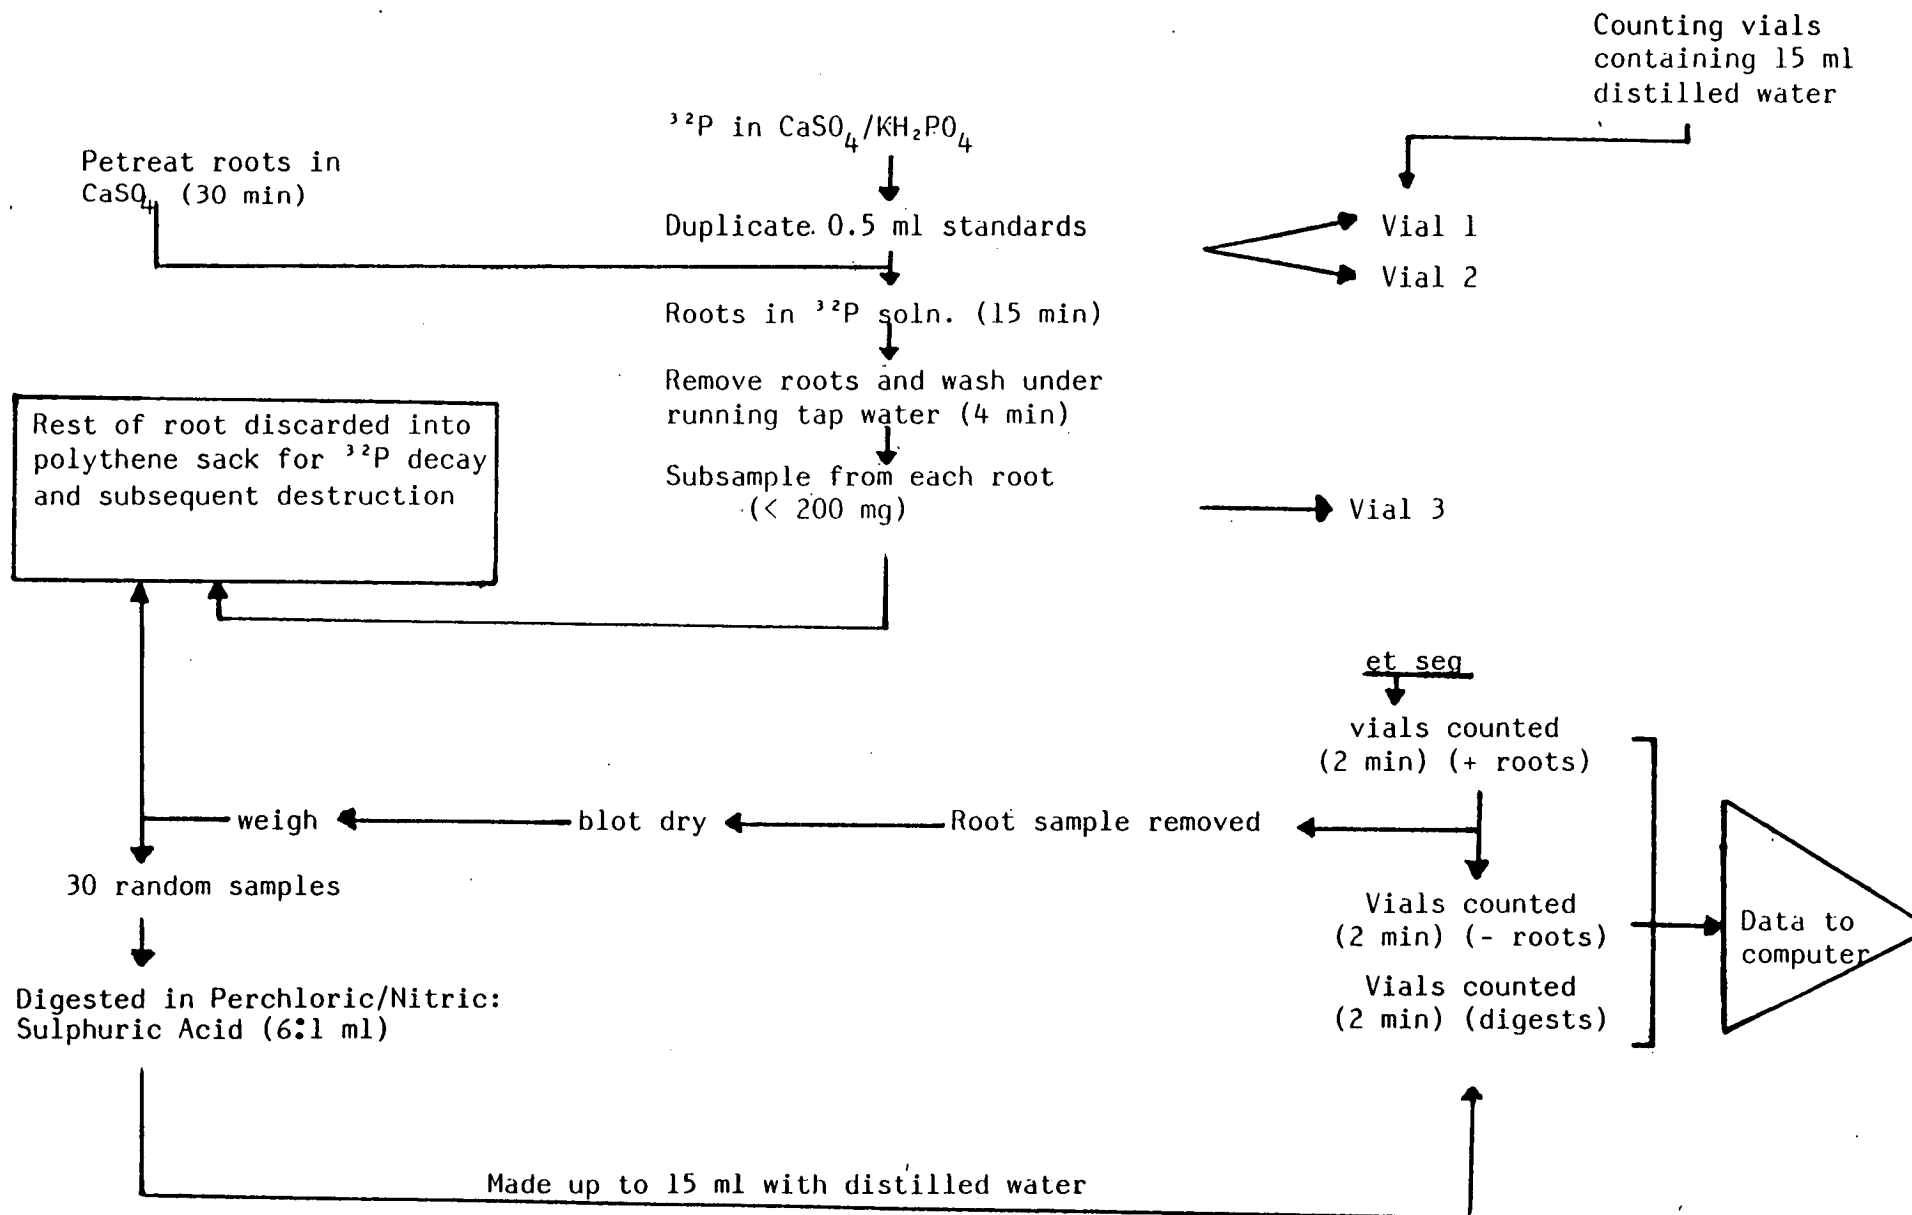 Counting vials
containing 15 ml
distilled water
³²P in CaSO₄/KH₂PO₄
Petreat roots in
CaSO₄ (30 min)
Duplicate 0.5 ml standards
Vial 1
Vial 2
Roots in ³²P soln. (15 min)
Remove roots and wash under
running tap water (4 min)
Rest of root discarded into
polythene sack for ³²P decay
and subsequent destruction
Subsample from each root
(< 200 mg)
Vial 3
et seq
vials counted
(2 min) (+ roots)
weigh
blot dry
Root sample removed
30 random samples
Vials counted
(2 min) (- roots)
Data to
computer
Vials counted
(2 min) (digests)
Digested in Perchloric/Nitric:
Sulphuric Acid (6:1 ml)
Made up to 15 ml with distilled water